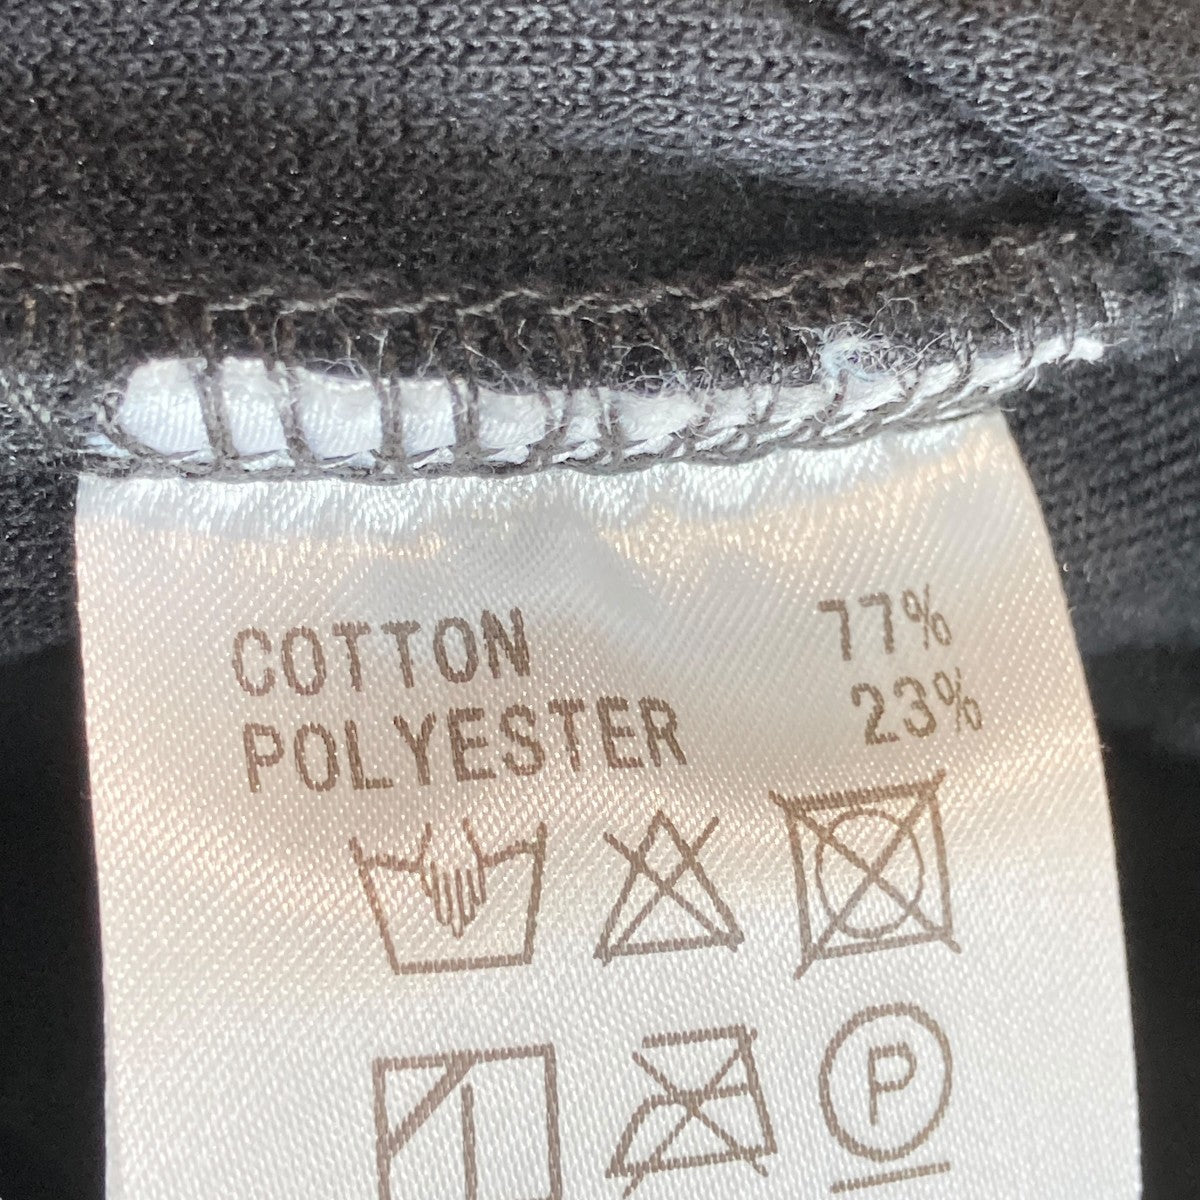 COTTON 77%
POLYESTER 23%
P